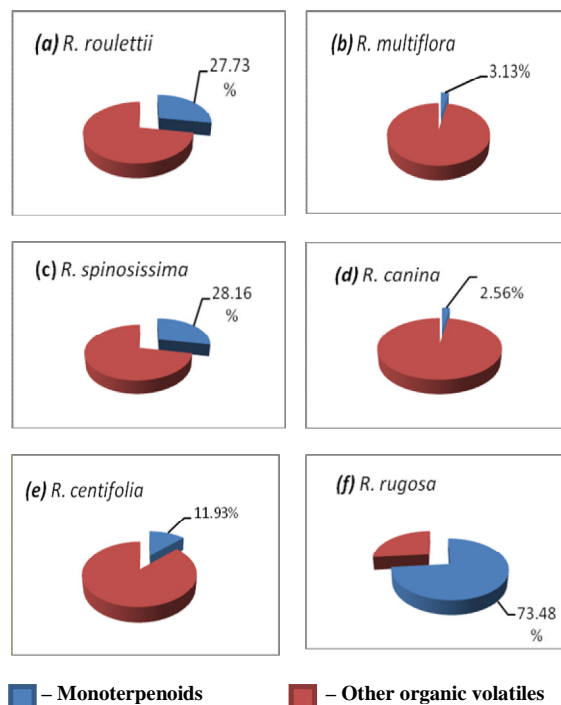 (a) R. roulettii
27.73
%
(b) R. multiflora
3.13%
(c) R. spinosissima
28.16
%
(d) R. canina
2.56%
(e) R. centifolia
11.93%
(f) R. rugosa
73.48
%
– Monoterpenoids
– Other organic volatiles